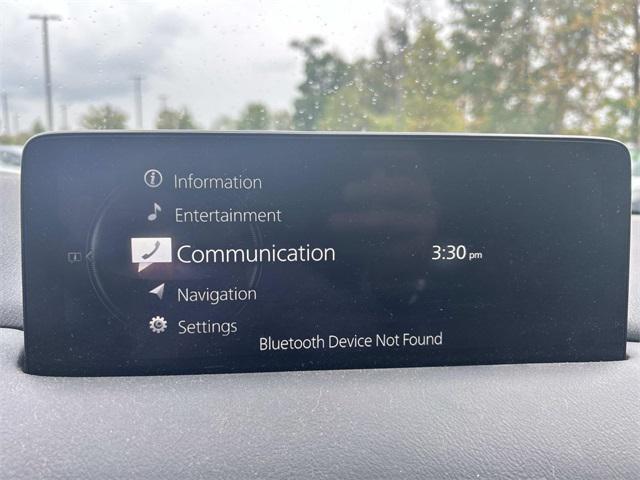 Information
Entertainment
Communication
3:30 pm
Navigation
Settings
Bluetooth Device Not Found